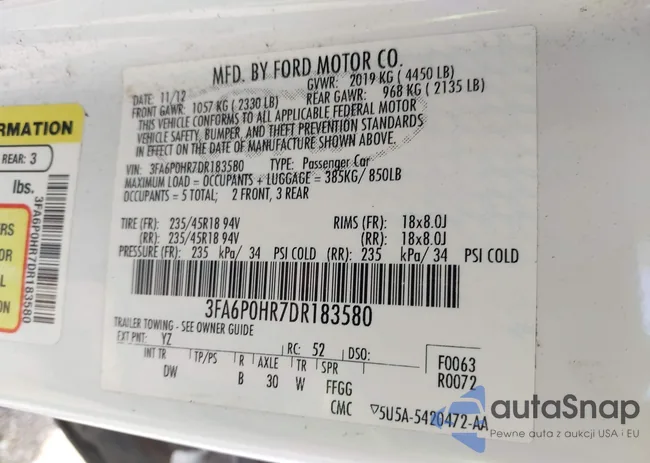 RMATION
REAR: 3
lbs.
ERS
OR
L
ON
3FA6P0HR7DR183580
MFD. BY FORD MOTOR CO.
DATE: 11/12 GVWR: 2019 KG ( 4450 LB)
FRONT GAWR: 1057 KG ( 2330 LB) REAR GAWR: 968 KG ( 2135 LB)
THIS VEHICLE CONFORMS TO ALL APPLICABLE FEDERAL MOTOR
VEHICLE SAFETY, BUMPER, AND THEFT PREVENTION STANDARDS
IN EFFECT ON THE DATE OF MANUFACTURE SHOWN ABOVE.
VIN: 3FA6P0HR7DR183580 TYPE: Passenger Car
MAXIMUM LOAD = OCCUPANTS + LUGGAGE = 385KG/ 850LB
OCCUPANTS = 5 TOTAL; 2 FRONT, 3 REAR
TIRE (FR): 235/45R18 94V RIMS (FR): 18x8.0J
(RR): 235/45R18 94V (RR): 18x8.0J
PRESSURE (FR): 235 kPa/ 34 PSI COLD (RR): 235 kPa/ 34 PSI COLD
3FA6P0HR7DR183580
TRAILER TOWING - SEE OWNER GUIDE
EXT PNT: YZ RC: 52 DSO: F0063
INT TR TP/PS R AXLE TR SPR R0072
DW B 30 W FFGG
CMC ▽5U5A-5420472-AA
autaSnap
Pewne auta z aukcji USA i EU